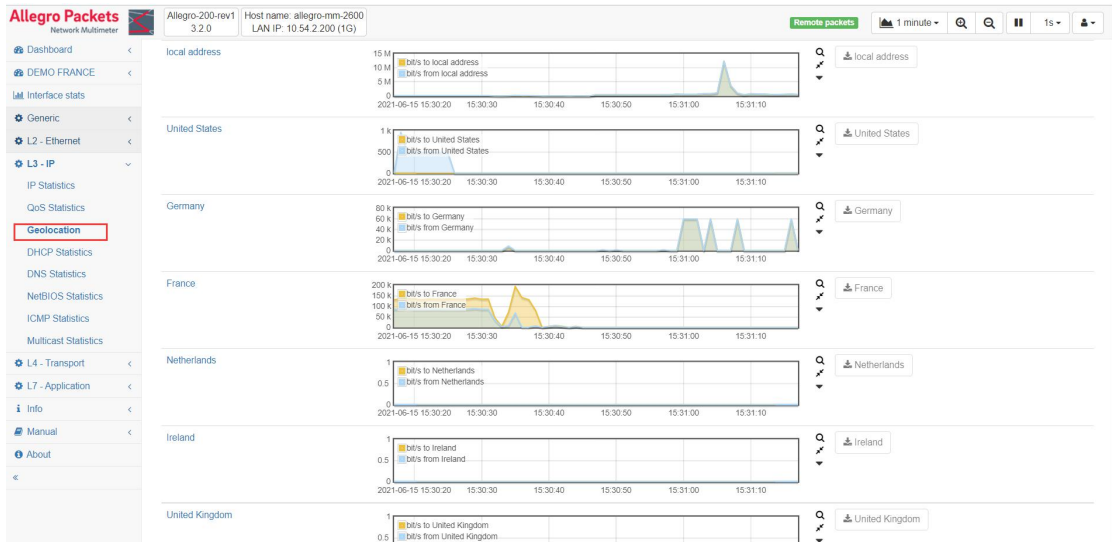 Allegro Packets
Network Multimeter
Allegro-200-rev1
3.2.0
Host name: allegro-mm-2600
LAN IP: 10.54.2.200 (1G)
Remote packets
1 minute
1s
Dashboard
DEMO FRANCE
Interface stats
Generic
L2 - Ethernet
L3 - IP
IP Statistics
QoS Statistics
Geolocation
DHCP Statistics
DNS Statistics
NetBIOS Statistics
ICMP Statistics
Multicast Statistics
L4 - Transport
L7 - Application
Info
Manual
About
local address
15 M
10 M
5 M
0
bit/s to local address
bit/s from local address
2021-06-15 15:30:20 15:30:30 15:30:40 15:30:50 15:31:00 15:31:10
local address
United States
1 k
500
0
bit/s to United States
bit/s from United States
2021-06-15 15:30:20 15:30:30 15:30:40 15:30:50 15:31:00 15:31:10
United States
Germany
80 k
60 k
40 k
20 k
0
bit/s to Germany
bit/s from Germany
2021-06-15 15:30:20 15:30:30 15:30:40 15:30:50 15:31:00 15:31:10
Germany
France
200 k
150 k
100 k
50 k
0
bit/s to France
bit/s from France
2021-06-15 15:30:20 15:30:30 15:30:40 15:30:50 15:31:00 15:31:10
France
Netherlands
1
0.5
0
bit/s to Netherlands
bit/s from Netherlands
2021-06-15 15:30:20 15:30:30 15:30:40 15:30:50 15:31:00 15:31:10
Netherlands
Ireland
1
0.5
0
bit/s to Ireland
bit/s from Ireland
2021-06-15 15:30:20 15:30:30 15:30:40 15:30:50 15:31:00 15:31:10
Ireland
United Kingdom
1
0.5
bit/s to United Kingdom
bit/s from United Kingdom
United Kingdom